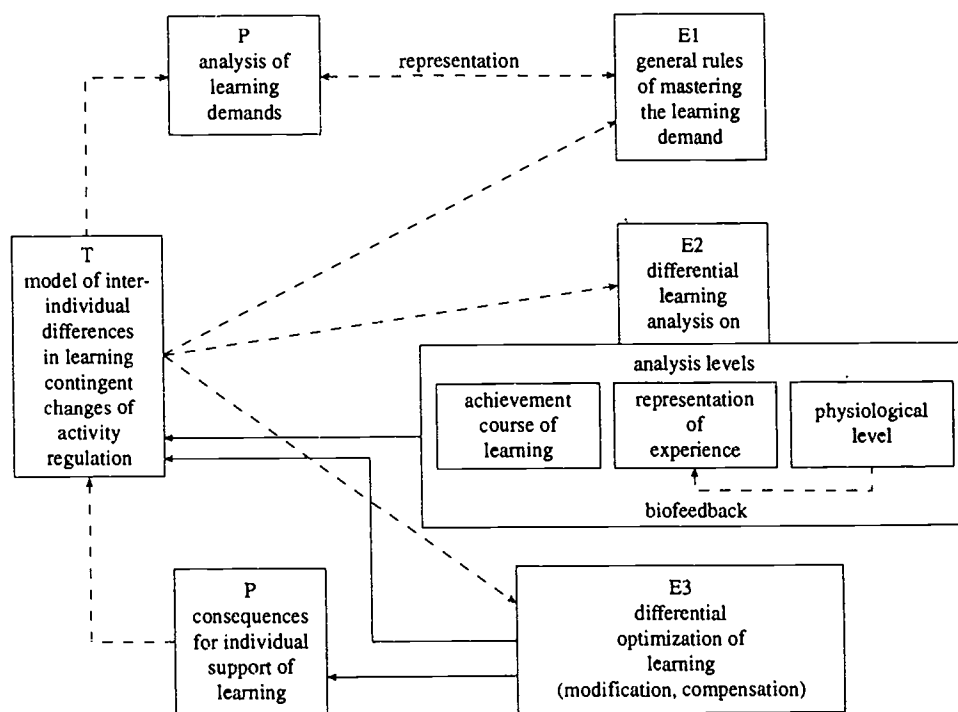 P
analysis of
learning
demands
representation
E1
general rules
of mastering
the learning
demand
T
model of inter-
individual
differences
in learning
contingent
changes of
activity
regulation
E2
differential
learning
analysis on
analysis levels
achievement
course of
learning
representation
of
experience
physiological
level
biofeedback
P
consequences
for individual
support of
learning
E3
differential
optimization of
learning
(modification, compensation)